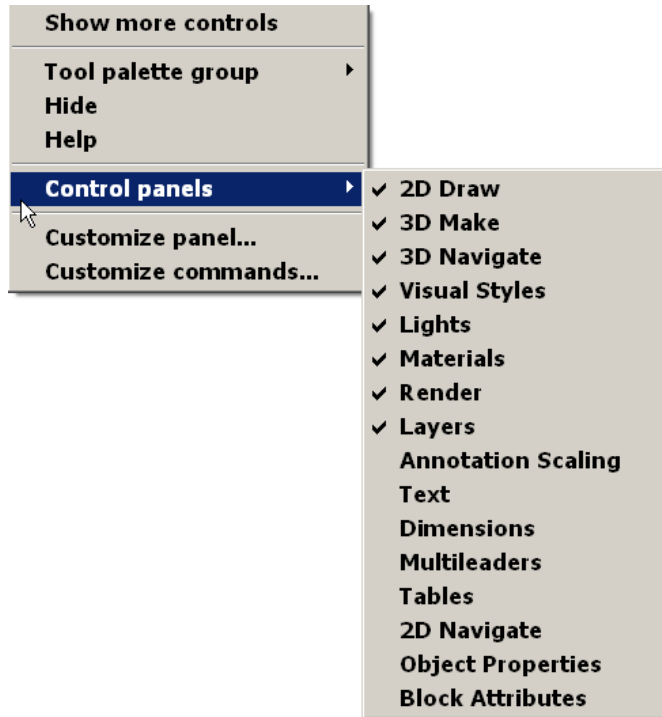 Show more controls
Tool palette group
Hide
Help
Control panels
Customize panel...
Customize commands...
2D Draw
3D Make
3D Navigate
Visual Styles
Lights
Materials
Render
Layers
Annotation Scaling
Text
Dimensions
Multileaders
Tables
2D Navigate
Object Properties
Block Attributes